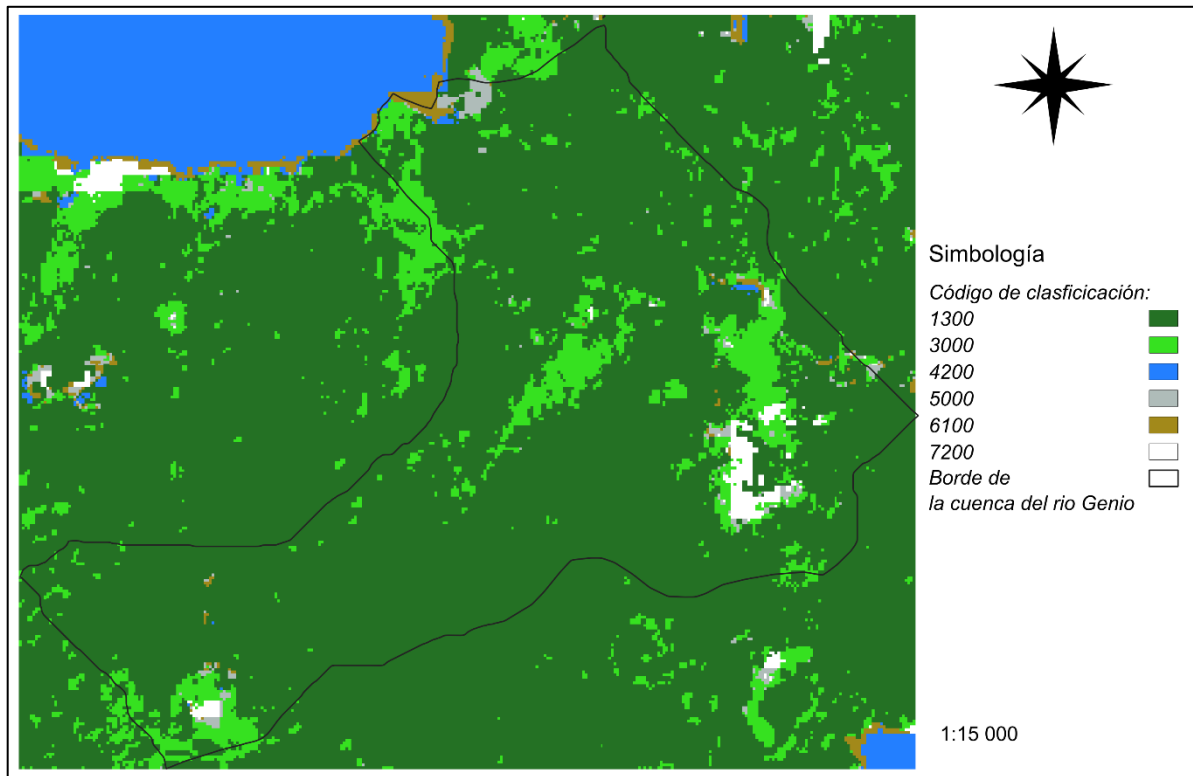 Simbología
Código de clasficicación:
1300
3000
4200
5000
6100
7200
Borde de
la cuenca del rio Genio
1:15 000